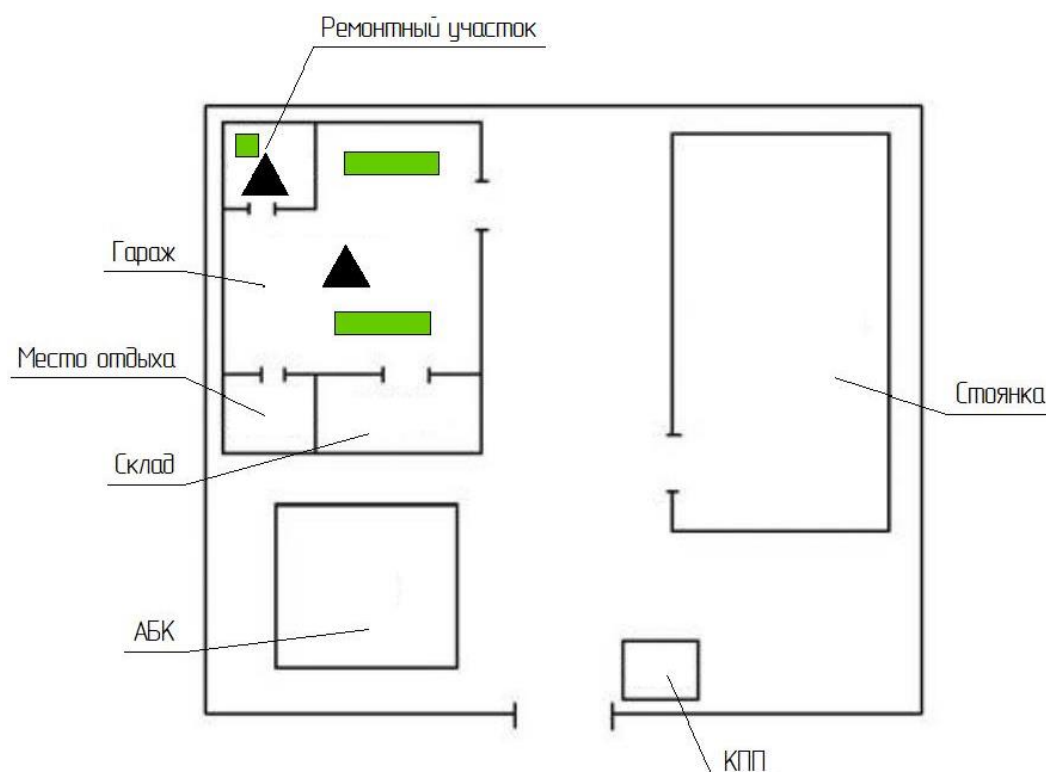 Ремонтный участок
Гараж
Место отдыха
Стоянка
Склад
АБК
КПП